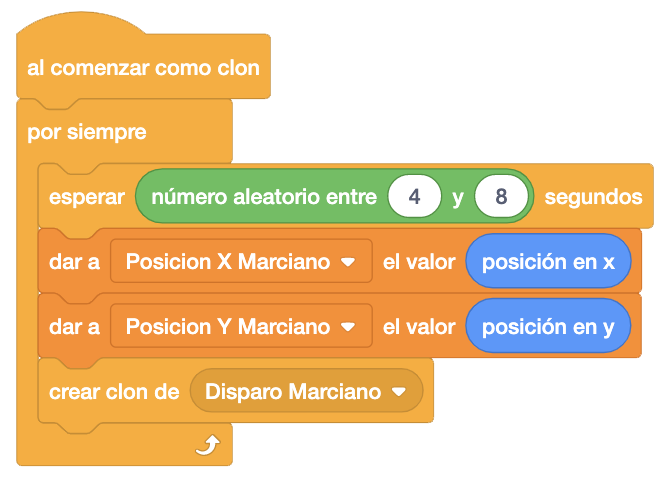 al comenzar como clon
por siempre
esperar número aleatorio entre 4 y 8 segundos
dar a Posicion X Marciano el valor posición en x
dar a Posicion Y Marciano el valor posición en y
crear clon de Disparo Marciano